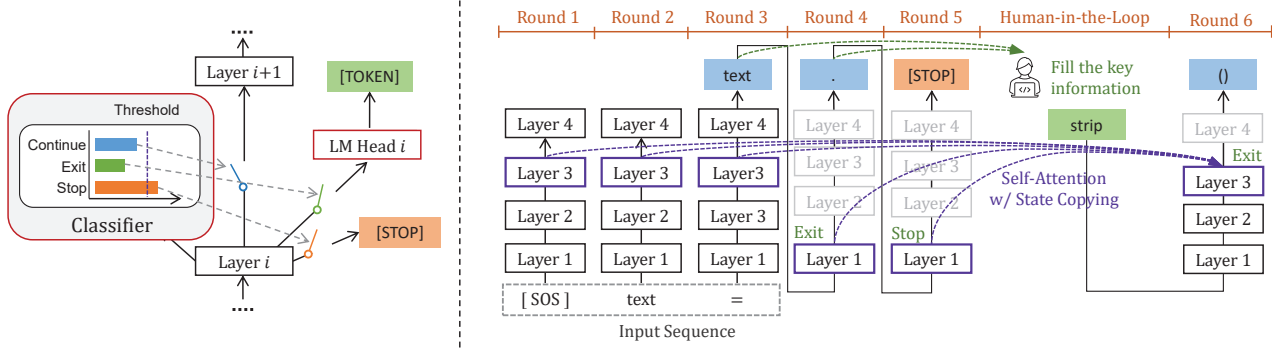 ....
Layer i+1
[TOKEN]
Threshold
Continue
Exit
Stop
Classifier
LM Head i
[STOP]
Layer i
....
Round 1
Round 2
Round 3
Round 4
Round 5
Human-in-the-Loop
Round 6
text
.
[STOP]
Fill the key
information
()
Layer 4
Layer 4
Layer 4
Layer 4
Layer 4
strip
Layer 4
Exit
Layer 3
Layer 3
Layer3
Layer 3
Layer 3
Self-Attention
w/ State Copying
Layer 3
Layer 2
Layer 2
Layer 3
Layer 2
Layer 2
Layer 2
Exit
Stop
Layer 1
Layer 1
Layer 1
Layer 1
Layer 1
Layer 1
[ SOS ]
text
=
Input Sequence